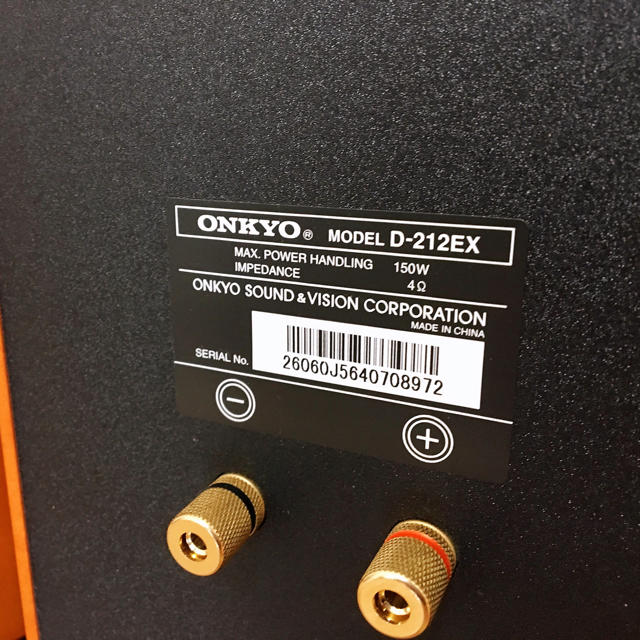 ONKYO® MODEL D-212EX
MAX. POWER HANDLING 150W
IMPEDANCE 4Ω
ONKYO SOUND & VISION CORPORATION
MADE IN CHINA
SERIAL No. 26060J5640708972
− +